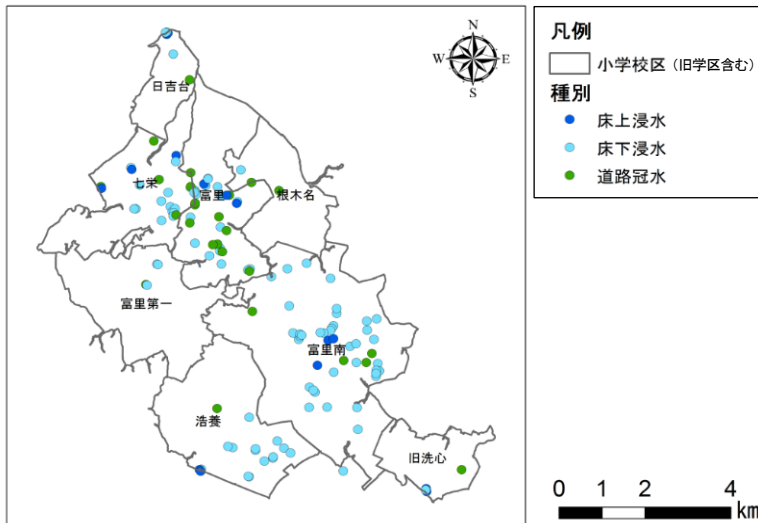 N
W E
S
日吉台
七栄
富里
根木名
富里第一
富里南
浩養
旧洗心
凡例
小学校区（旧学区含む）
種別
床上浸水
床下浸水
道路冠水
0 1 2 4
km